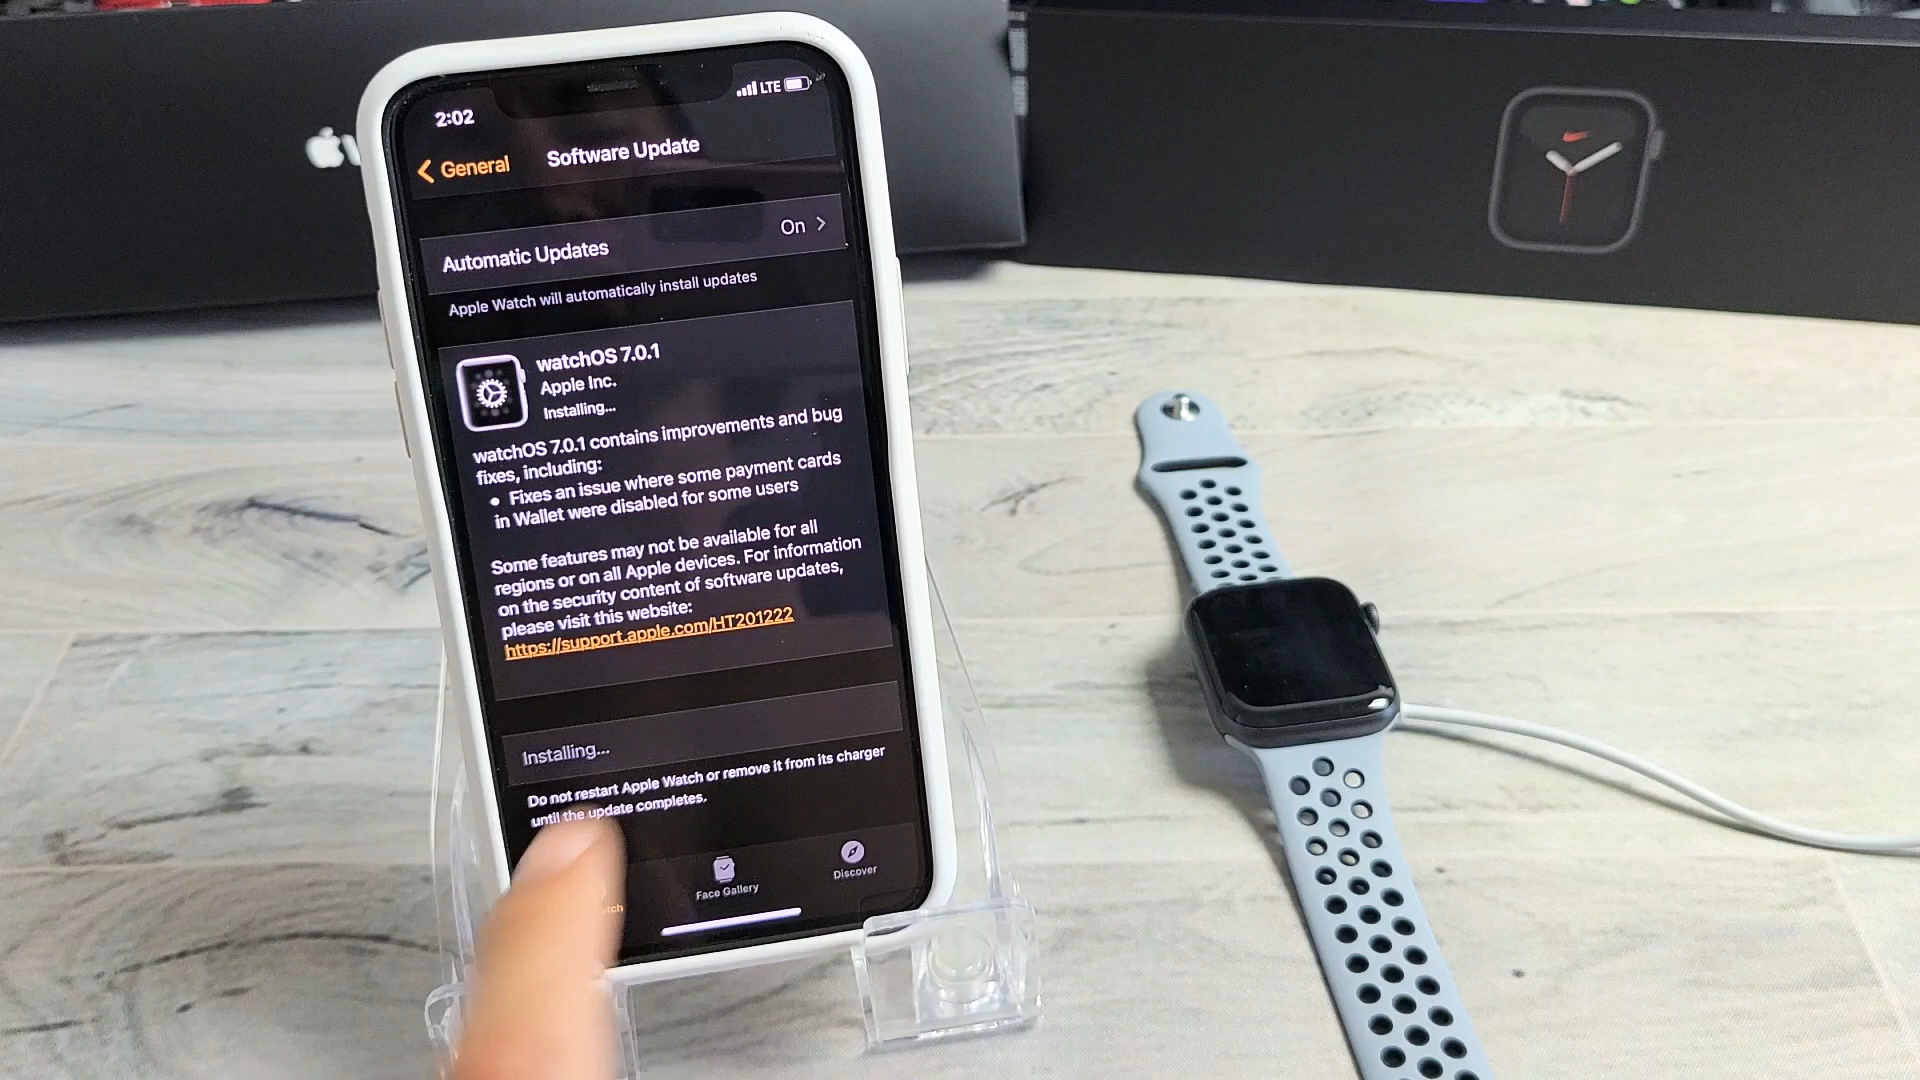 2:02
LTE
General
Software Update
Automatic Updates
On
Apple Watch will automatically install updates
watchOS 7.0.1
Apple Inc.
Installing...
watchOS 7.0.1 contains improvements and bug
fixes, including:
• Fixes an issue where some payment cards
in Wallet were disabled for some users
Some features may not be available for all
regions or on all Apple devices. For information
on the security content of software updates,
please visit this website:
https://support.apple.com/HT201222
Installing...
Do not restart Apple Watch or remove it from its charger
until the update completes.
Face Gallery
Discover